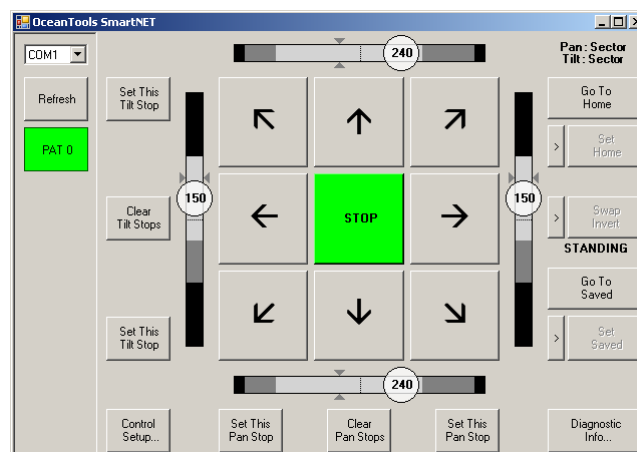 OceanTools SmartNET
COM1
Refresh
PAT 0
240
Pan : Sector
Tilt : Sector
Set This
Tilt Stop
Go To
Home
>
Set
Home
150
150
Clear
Tilt Stops
STOP
>
Swap
Invert
STANDING
Go To
Saved
Set This
Tilt Stop
>
Set
Saved
240
Control
Setup...
Set This
Pan Stop
Clear
Pan Stops
Set This
Pan Stop
Diagnostic
Info...